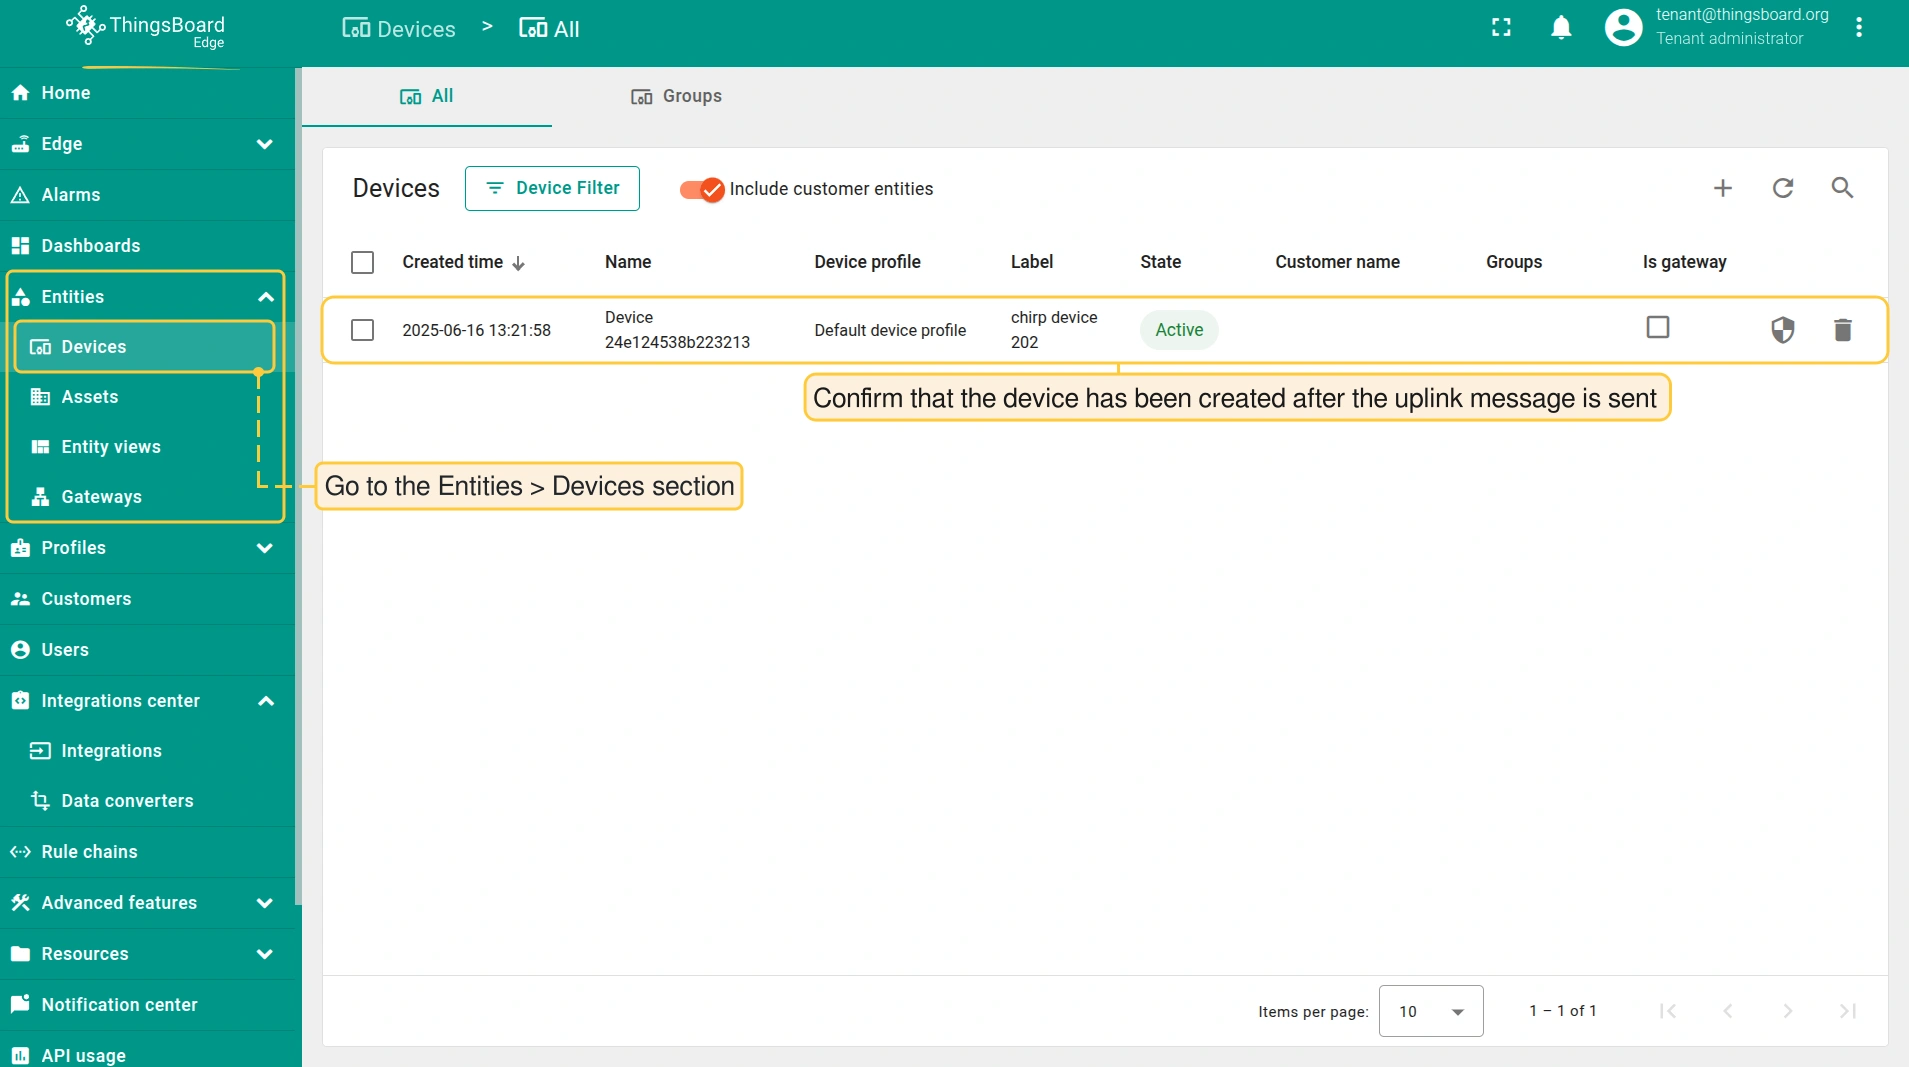 ThingsBoard
Edge
Devices > All
tenant@thingsboard.org
Tenant administrator
Home
Edge
Alarms
Dashboards
Entities
Devices
Assets
Entity views
Gateways
Profiles
Customers
Users
Integrations center
Integrations
Data converters
Rule chains
Advanced features
Resources
Notification center
API usage
All
Groups
Devices
Device Filter
Include customer entities
Created time Name Device profile Label State Customer name Groups Is gateway
2025-06-16 13:21:58
Device
24e124538b223213
Default device profile
chirp device
202
Active
Confirm that the device has been created after the uplink message is sent
Go to the Entities > Devices section
Items per page: 10 1 – 1 of 1